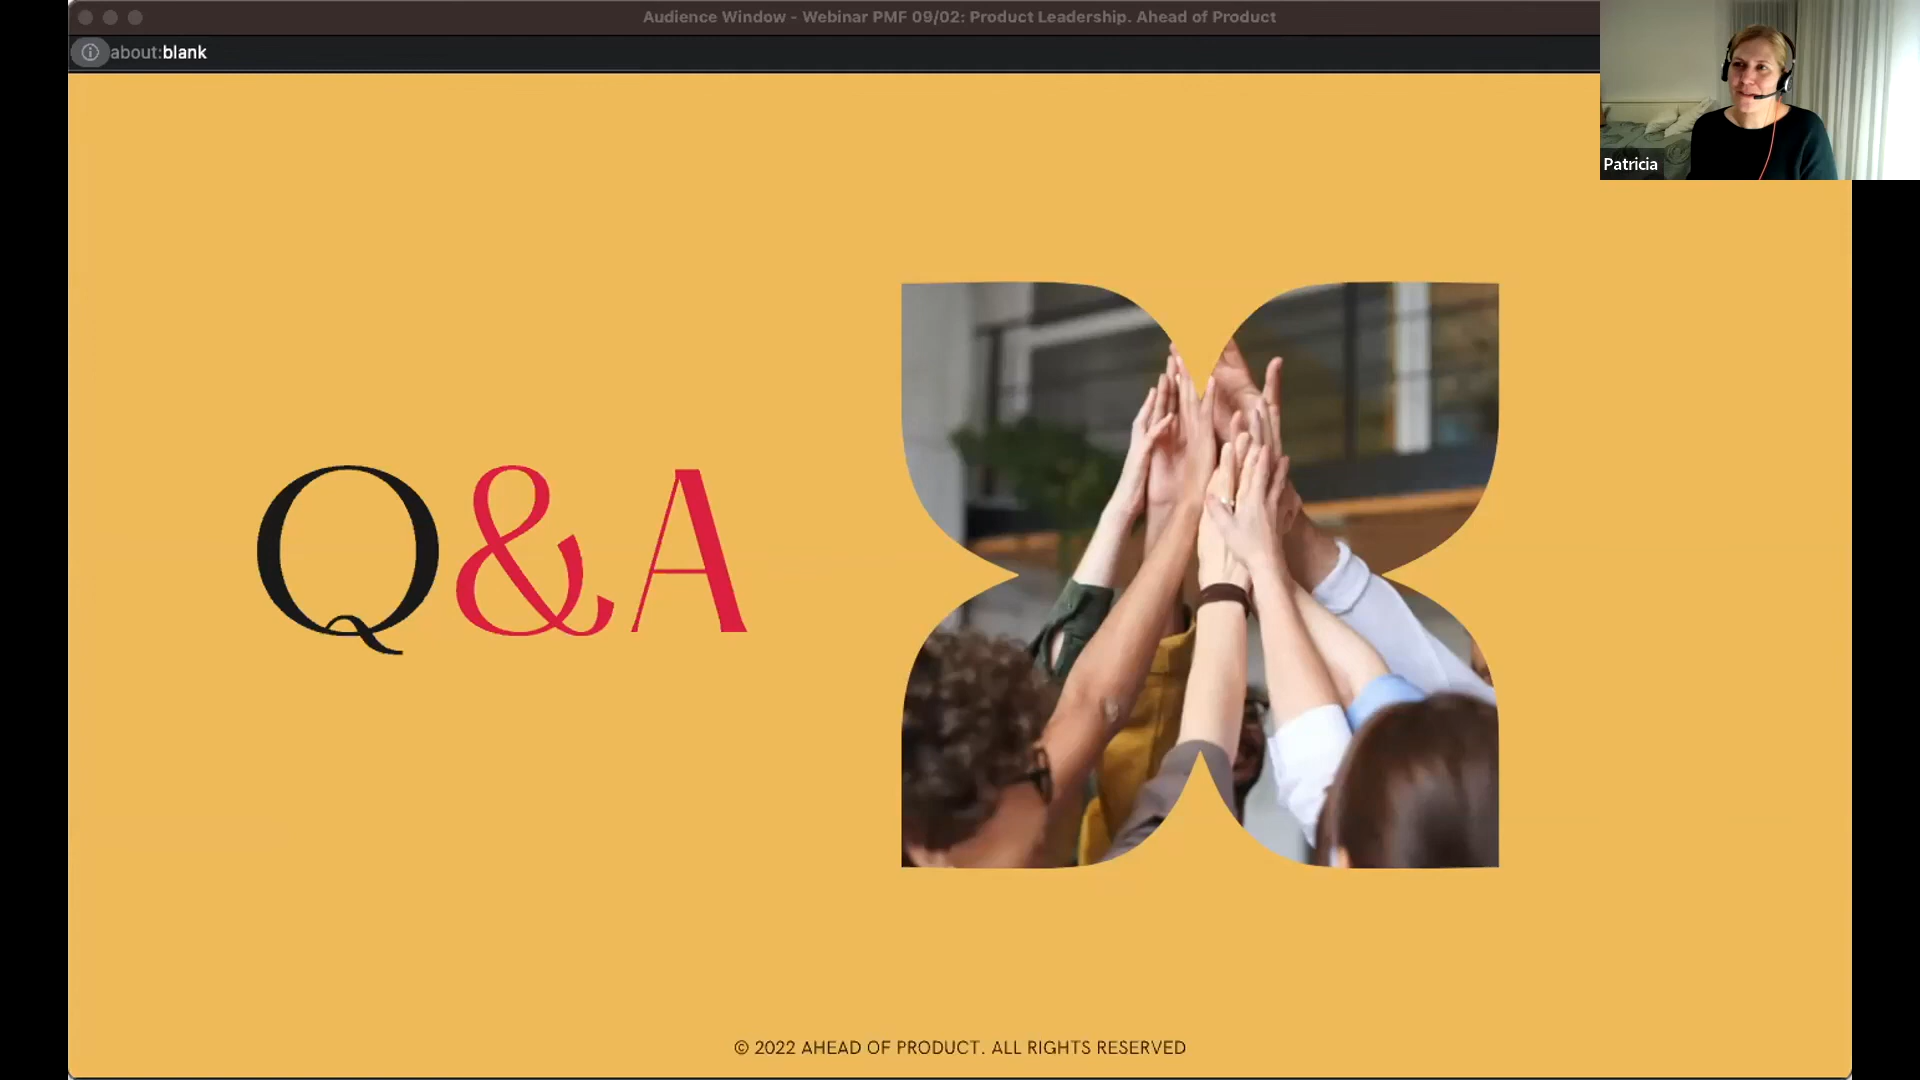 Audience Window - Webinar PMF 09/02: Product Leadership. Ahead of Product
about:blank
Patricia
Q&A
© 2022 AHEAD OF PRODUCT. ALL RIGHTS RESERVED